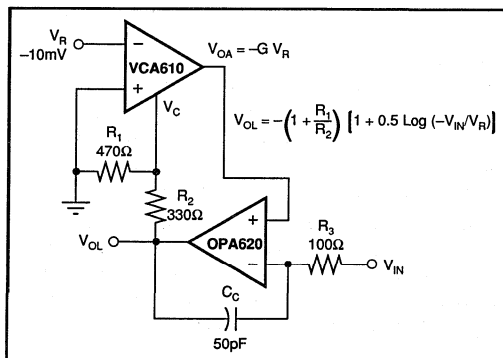 V_R
–10mV
–
VCA610
+
V_OA = –G V_R
V_C
V_OL = –(1 + R_1/R_2) [1 + 0.5 Log (–V_IN/V_R)]
R_1
470Ω
R_2
330Ω
V_OL
+
OPA620
–
R_3
100Ω
V_IN
C_C
50pF